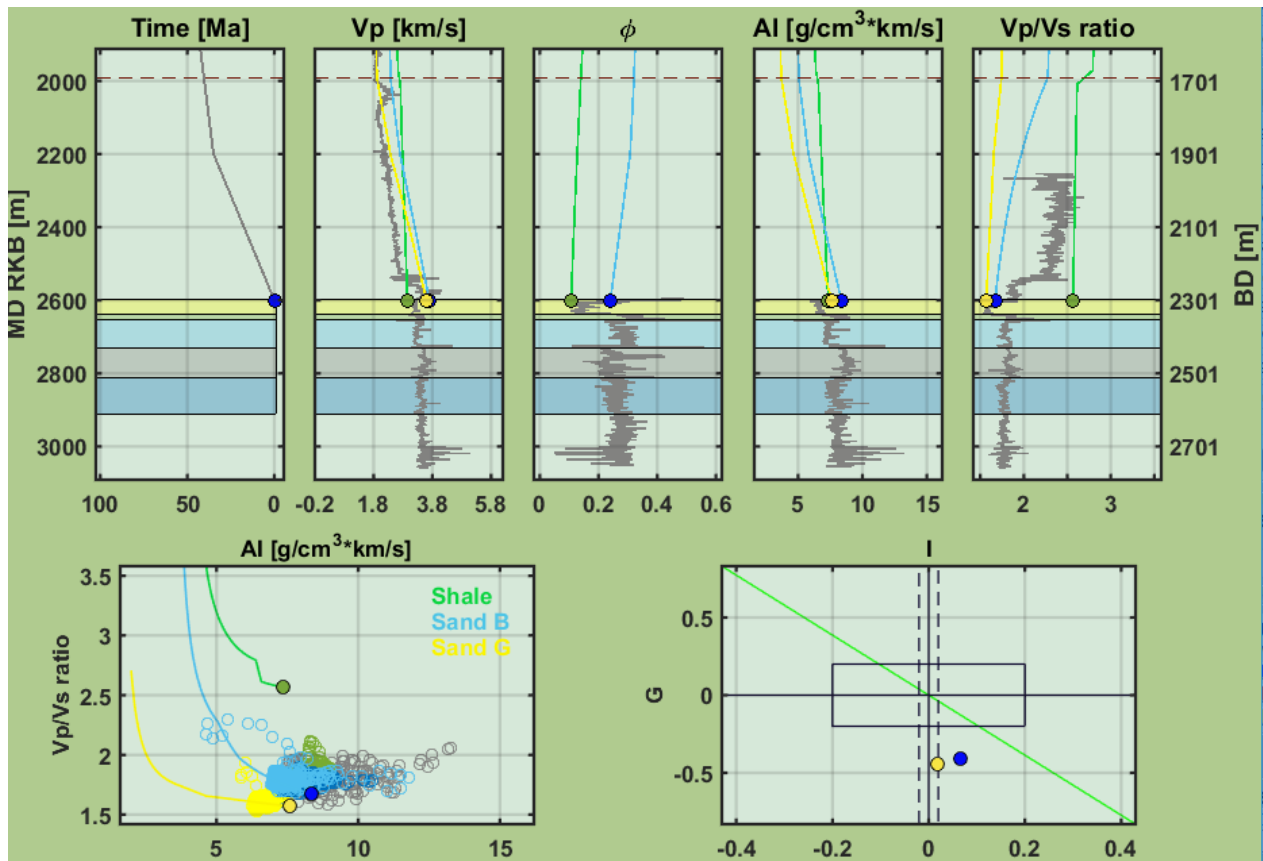 Time [Ma] Vp [km/s] ϕ AI [g/cm³*km/s] Vp/Vs ratio
2000 1701
2200 1901
2400 2101
2600 2301
2800 2501
3000 2701
MD RKB [m] BD [m]
100 50 0 -0.2 1.8 3.8 5.8 0 0.2 0.4 0.6 5 10 15 2 3
AI [g/cm³*km/s] I
3.5
3
2.5
2
1.5
Vp/Vs ratio
Shale
Sand B
Sand G
5 10 15
0.5
0
-0.5
G
-0.4 -0.2 0 0.2 0.4